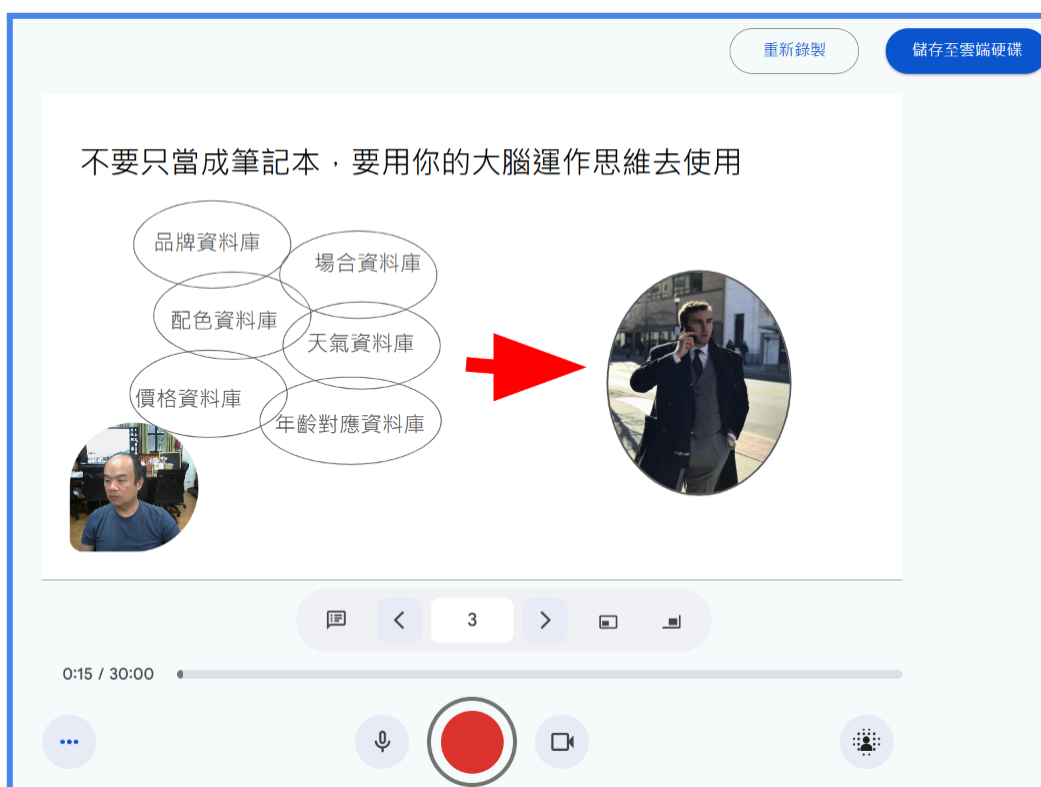 重新錄製
儲存至雲端硬碟
不要只當成筆記本，要用你的大腦運作思維去使用
品牌資料庫
場合資料庫
配色資料庫
天氣資料庫
價格資料庫
年齡對應資料庫
3
0:15 / 30:00